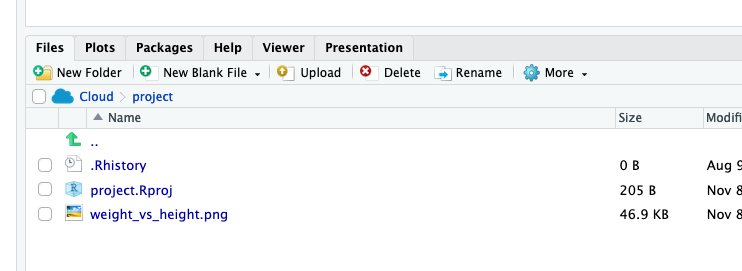 Files Plots Packages Help Viewer Presentation
New Folder New Blank File Upload Delete Rename More
Cloud project
Name Size Modifi
..
.Rhistory 0 B Aug 9
project.Rproj 205 B Nov 8
weight_vs_height.png 46.9 KB Nov 8